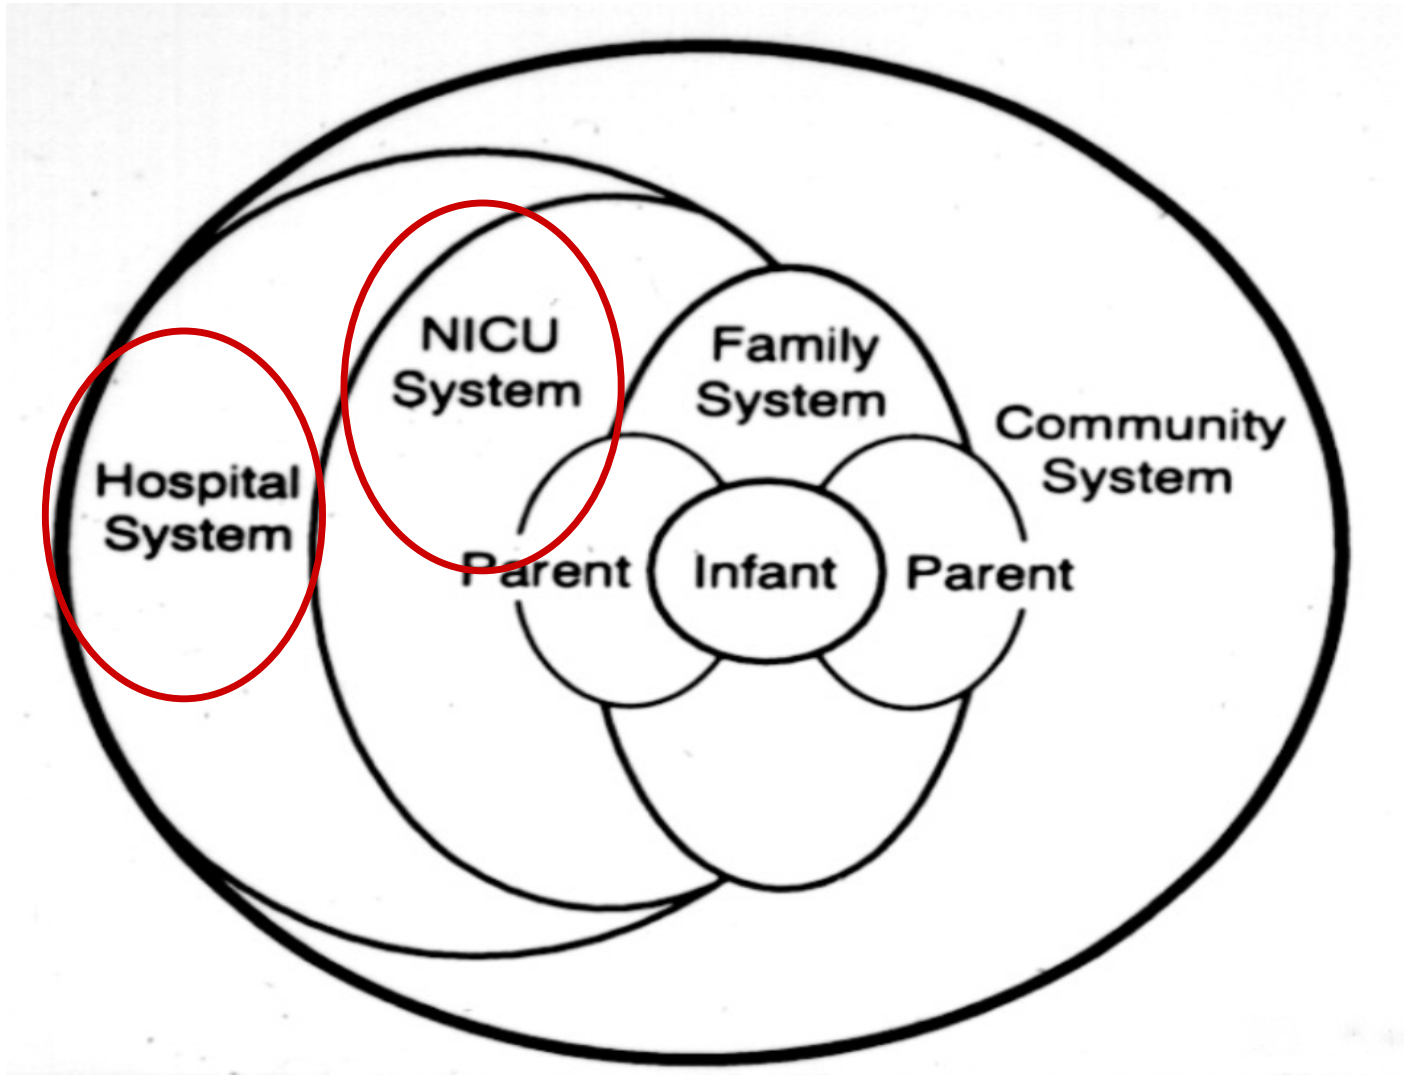 NICU
System
Family
System
Community
System
Hospital
System
Parent
Infant
Parent